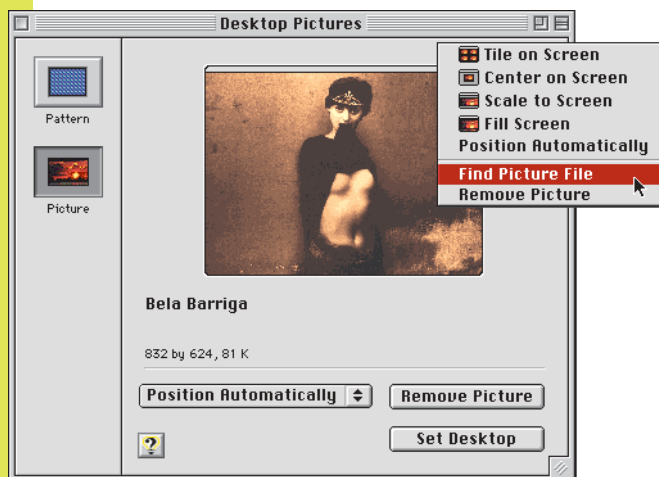 Desktop Pictures
Pattern
Picture
Tile on Screen
Center on Screen
Scale to Screen
Fill Screen
Position Automatically
Find Picture File
Remove Picture
Bela Barriga
832 by 624, 81 K
Position Automatically
Remove Picture
?
Set Desktop